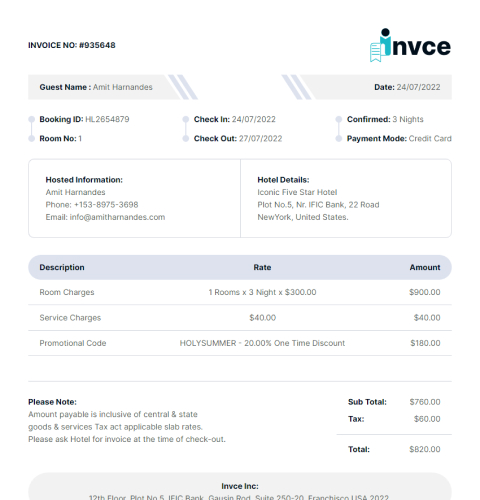 INVOICE NO: #935648
invce
Guest Name : Amit Harnandes
Date: 24/07/2022
Booking ID: HL2654879
Check In: 24/07/2022
Confirmed: 3 Nights
Room No: 1
Check Out: 27/07/2022
Payment Mode: Credit Card
Hosted Information:
Amit Harnandes
Phone: +153-8975-3698
Email: info@amitharnandes.com
Hotel Details:
Iconic Five Star Hotel
Plot No.5, Nr. IFIC Bank, 22 Road
NewYork, United States.
Description Rate Amount
Room Charges 1 Rooms x 3 Night x $300.00 $900.00
Service Charges $40.00 $40.00
Promotional Code HOLYSUMMER - 20.00% One Time Discount $180.00
Please Note:
Amount payable is inclusive of central & state
goods & services Tax act applicable slab rates.
Please ask Hotel for invoice at the time of check-out.
Sub Total: $760.00
Tax: $60.00
Total: $820.00
Invce Inc:
12th Floor, Plot No.5, IFIC Bank, Gausin Rod, Suite 250-20, Franchisco USA 2022.